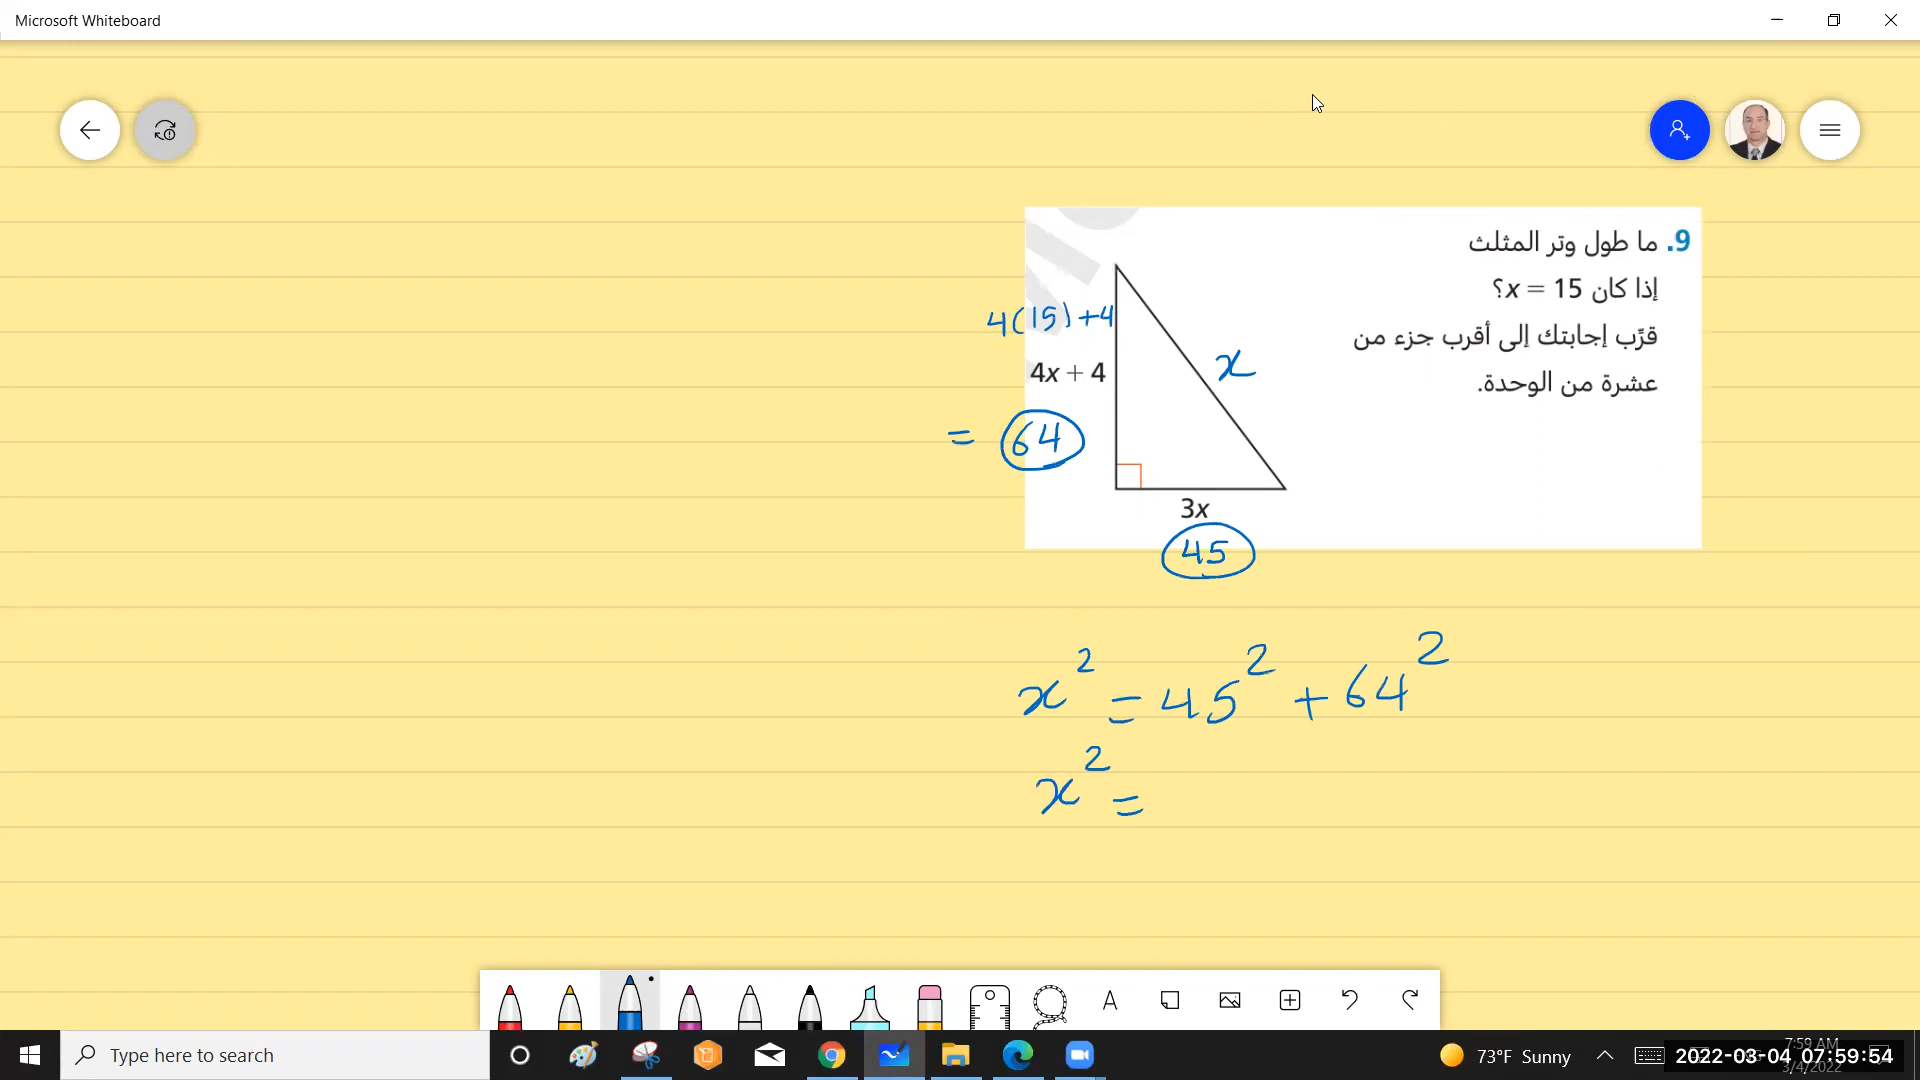 Microsoft Whiteboard
9. ما طول وتر المثلث
إذا كان x = 15؟
قرِّب إجابتك إلى أقرب جزء من
عشرة من الوحدة.
4(15)+4
4x + 4
x
= 64
3x
45
x² = 45² + 64²
x² =
Type here to search
73°F Sunny
7:59 AM
3/4/2022
2022-03-04 07:59:54